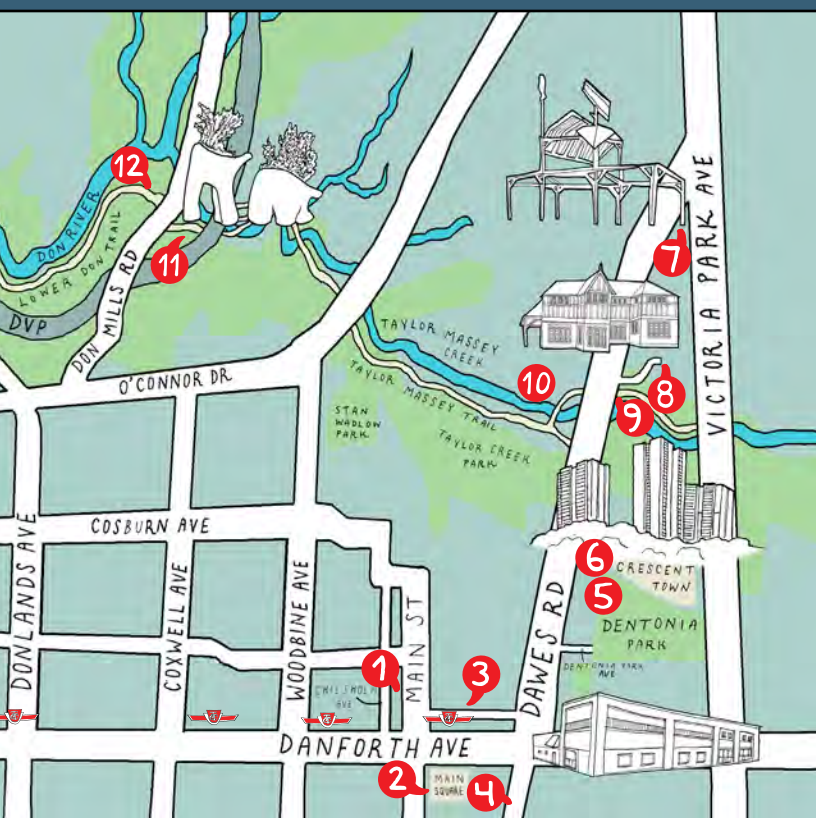 12
DON RIVER
LOWER DON TRAIL
11
DVP
DON MILLS RD
7
VICTORIA PARK AVE
TAYLOR MASSEY
CREEK
TAYLOR MASSEY TRAIL
10
8
9
O'CONNOR DR
STAN
WADLOW
PARK
TAYLOR CREEK
PARK
COSBURN AVE
6
CRESCENT
TOWN
5
DENTONIA
PARK
DENTONIA PARK
AVE
DONLANDS AVE
COXWELL AVE
WOODBINE AVE
MAIN ST
DAWES RD
1
3
CHILSHOLM
AVE
DANFORTH AVE
2
MAIN
SQUARE
4